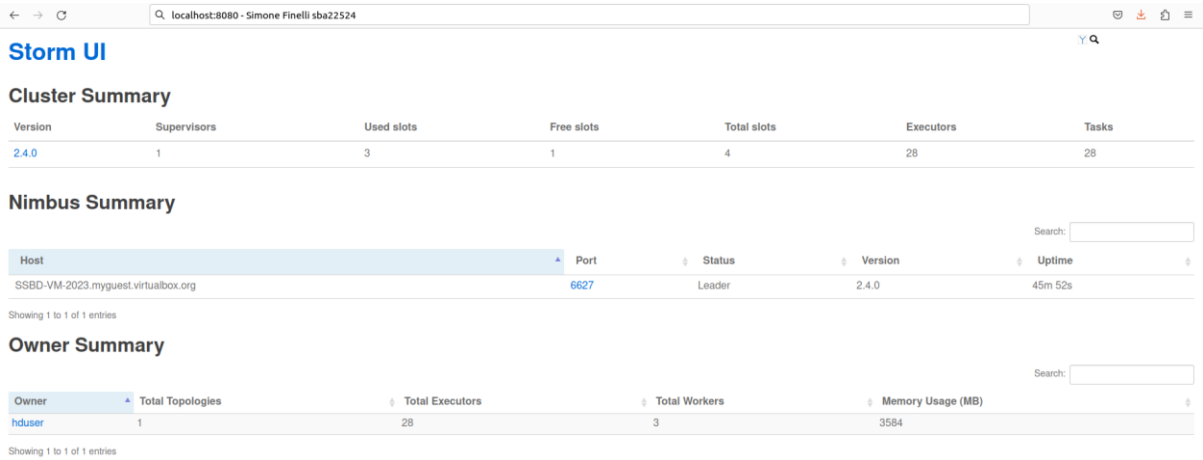 localhost:8080 - Simone Finelli sba22524
Storm UI
Cluster Summary
Version Supervisors Used slots Free slots Total slots Executors Tasks
2.4.0 1 3 1 4 28 28
Nimbus Summary
Search:
Host Port Status Version Uptime
SSBD-VM-2023.myguest.virtualbox.org 6627 Leader 2.4.0 45m 52s
Showing 1 to 1 of 1 entries
Owner Summary
Search:
Owner Total Topologies Total Executors Total Workers Memory Usage (MB)
hduser 1 28 3 3584
Showing 1 to 1 of 1 entries